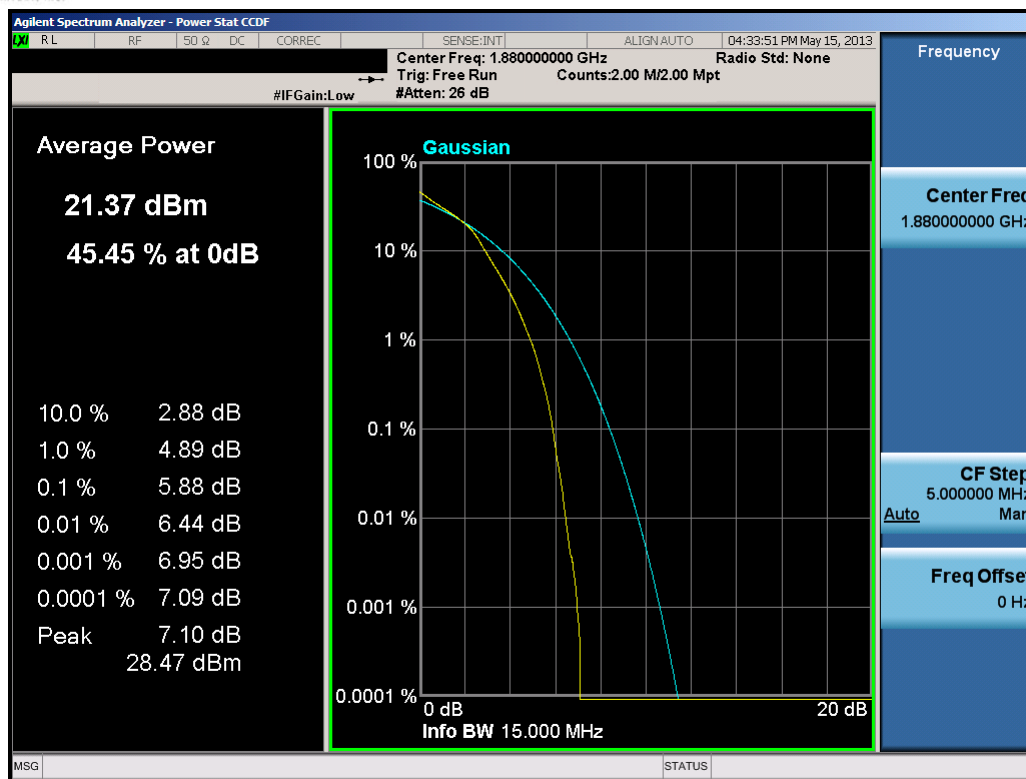 Agilent Spectrum Analyzer - Power Stat CCDF
LXI RL RF 50 Ω DC CORREC SENSE:INT ALIGN AUTO 04:33:51 PM May 15, 2013
Center Freq: 1.880000000 GHz Radio Std: None
Trig: Free Run Counts:2.00 M/2.00 Mpt
#IFGain:Low #Atten: 26 dB
Frequency
Average Power
21.37 dBm
45.45 % at 0dB
10.0 % 2.88 dB
1.0 % 4.89 dB
0.1 % 5.88 dB
0.01 % 6.44 dB
0.001 % 6.95 dB
0.0001 % 7.09 dB
Peak 7.10 dB
28.47 dBm
Gaussian
100 %
10 %
1 %
0.1 %
0.01 %
0.001 %
0.0001 %
0 dB 20 dB
Info BW 15.000 MHz
Center Freq
1.880000000 GHz
CF Step
5.000000 MHz
Auto Man
Freq Offset
0 Hz
MSG STATUS